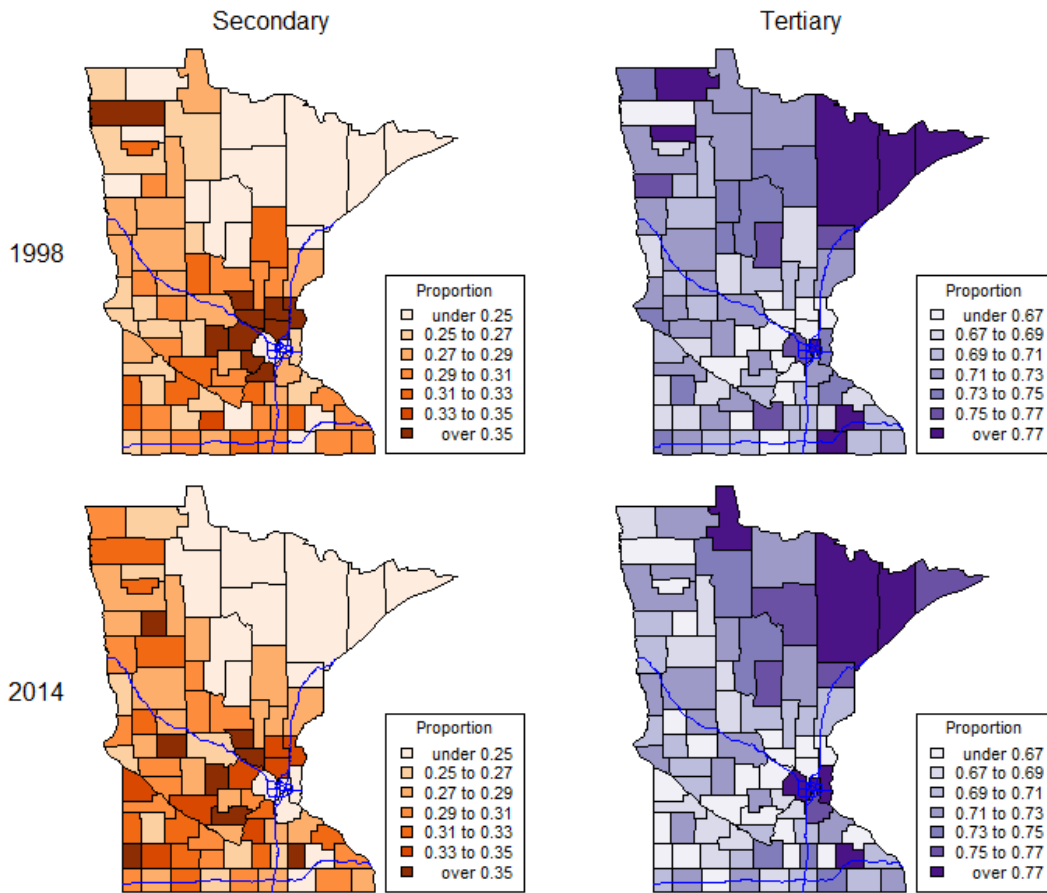 Secondary
Tertiary
1998
Proportion
under 0.25
0.25 to 0.27
0.27 to 0.29
0.29 to 0.31
0.31 to 0.33
0.33 to 0.35
over 0.35
Proportion
under 0.67
0.67 to 0.69
0.69 to 0.71
0.71 to 0.73
0.73 to 0.75
0.75 to 0.77
over 0.77
2014
Proportion
under 0.25
0.25 to 0.27
0.27 to 0.29
0.29 to 0.31
0.31 to 0.33
0.33 to 0.35
over 0.35
Proportion
under 0.67
0.67 to 0.69
0.69 to 0.71
0.71 to 0.73
0.73 to 0.75
0.75 to 0.77
over 0.77